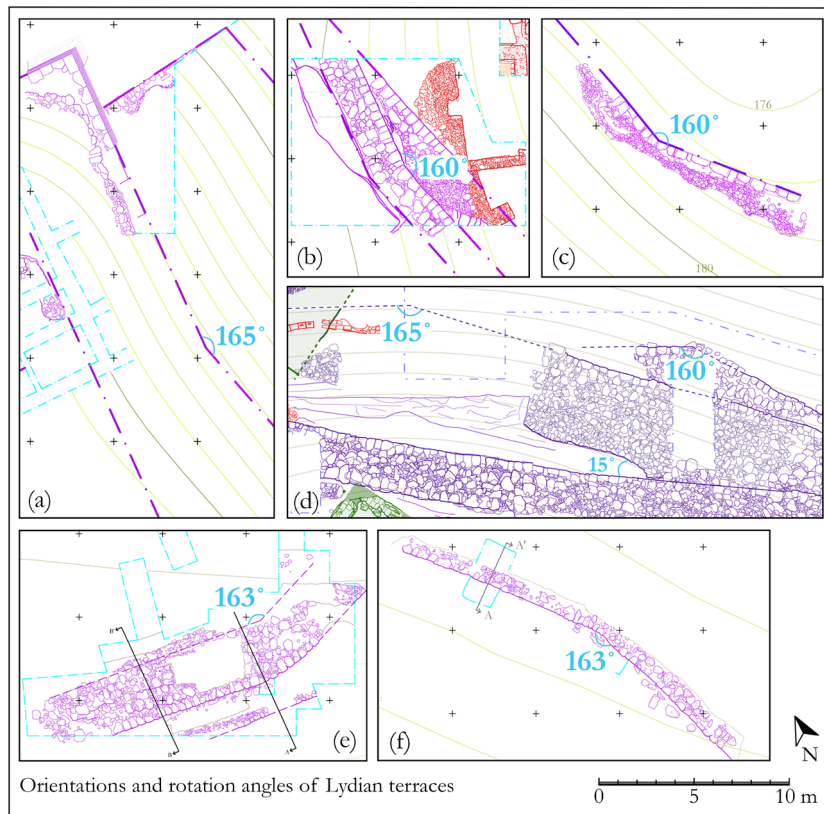 165°
(a)
160°
(b)
160°
176
180
(c)
165°
160°
15°
(d)
163°
B'
B
A
(e)
A'
A
163°
(f)
N
Orientations and rotation angles of Lydian terraces
0 5 10 m